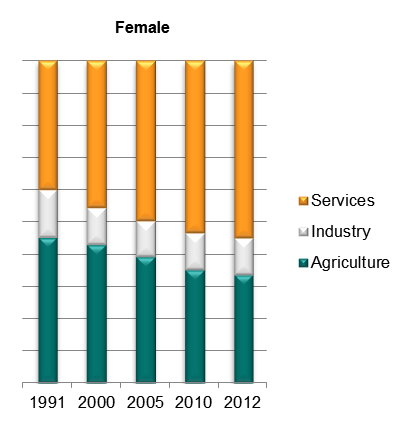 Female
Services
Industry
Agriculture
1991 2000 2005 2010 2012